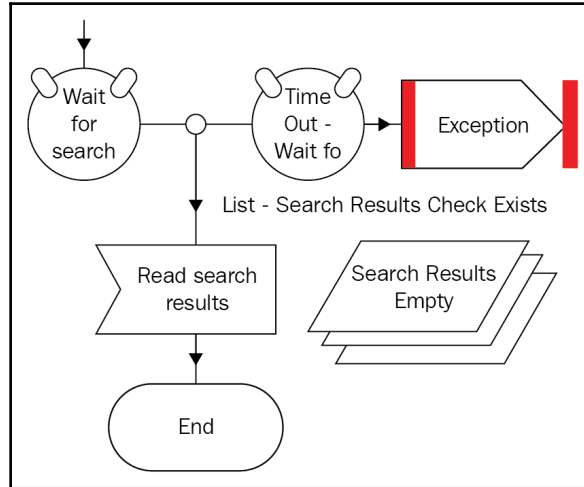 Wait
for
search
Time
Out -
Wait fo
Exception
List - Search Results Check Exists
Read search
results
Search Results
Empty
End